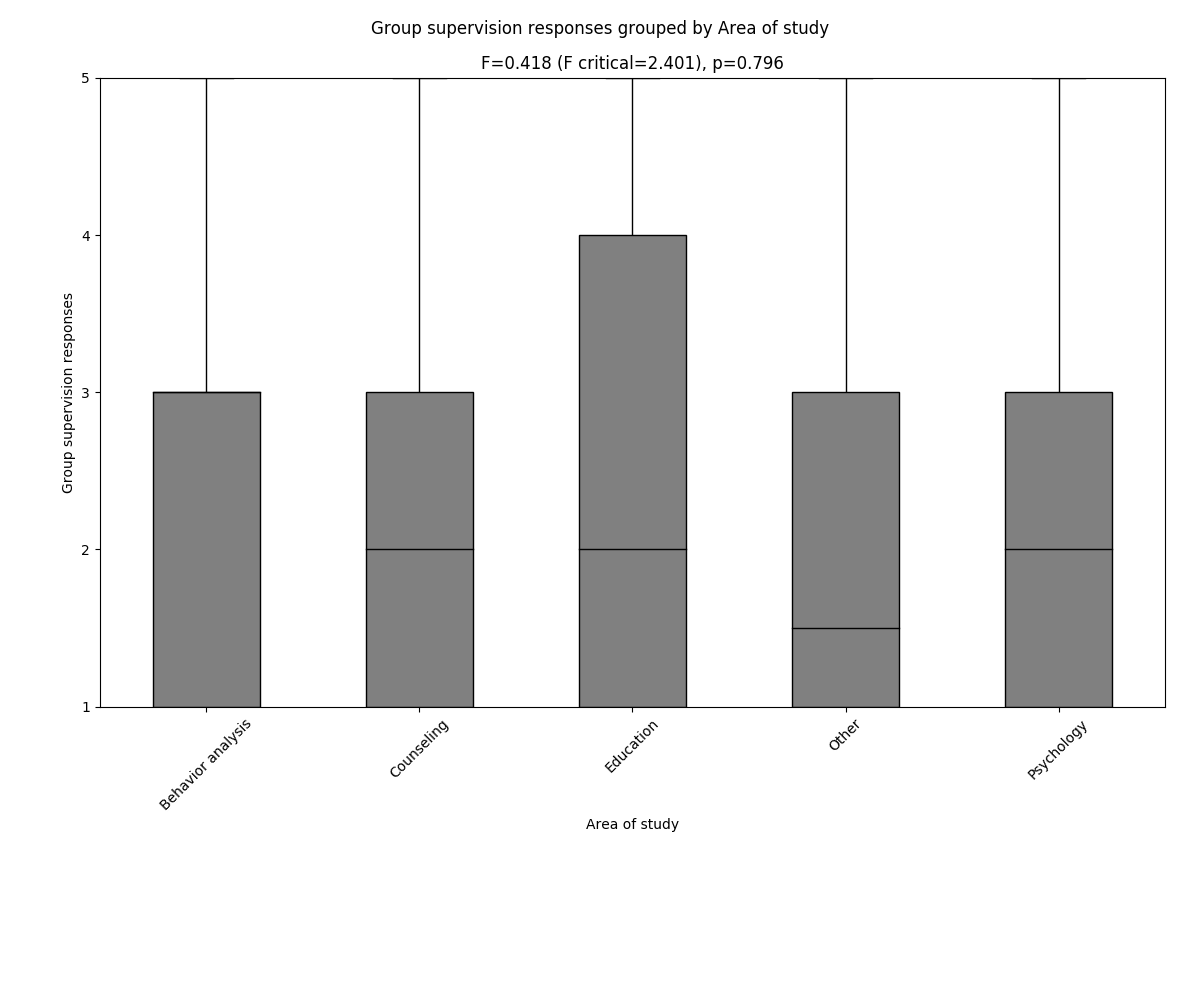 Group supervision responses grouped by Area of study
F=0.418 (F critical=2.401), p=0.796
5
4
3
2
1
Group supervision responses
Behavior analysis
Counseling
Education
Other
Psychology
Area of study